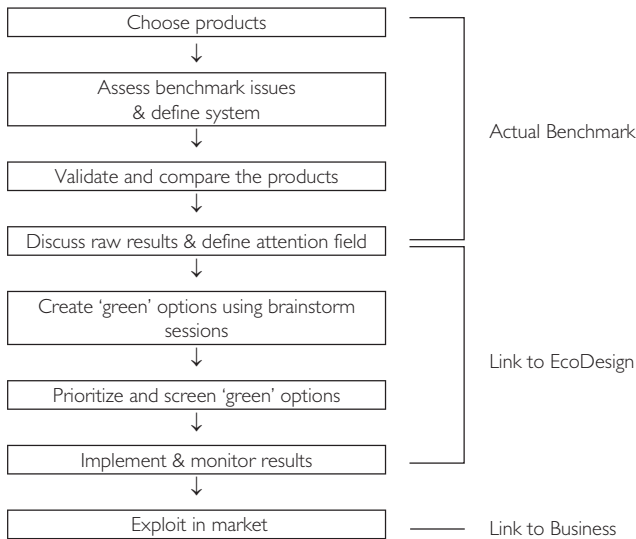 Choose products
Assess benchmark issues
& define system
Validate and compare the products
Discuss raw results & define attention field
Create ‘green’ options using brainstorm
sessions
Prioritize and screen ‘green’ options
Implement & monitor results
Exploit in market
Actual Benchmark
Link to EcoDesign
Link to Business